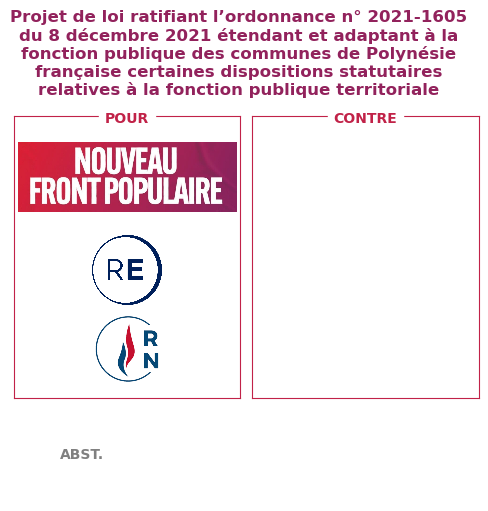 Projet de loi ratifiant l’ordonnance n° 2021-1605
du 8 décembre 2021 étendant et adaptant à la
fonction publique des communes de Polynésie
française certaines dispositions statutaires
relatives à la fonction publique territoriale
POUR
CONTRE
NOUVEAU
FRONT POPULAIRE
RE
R
N
ABST.